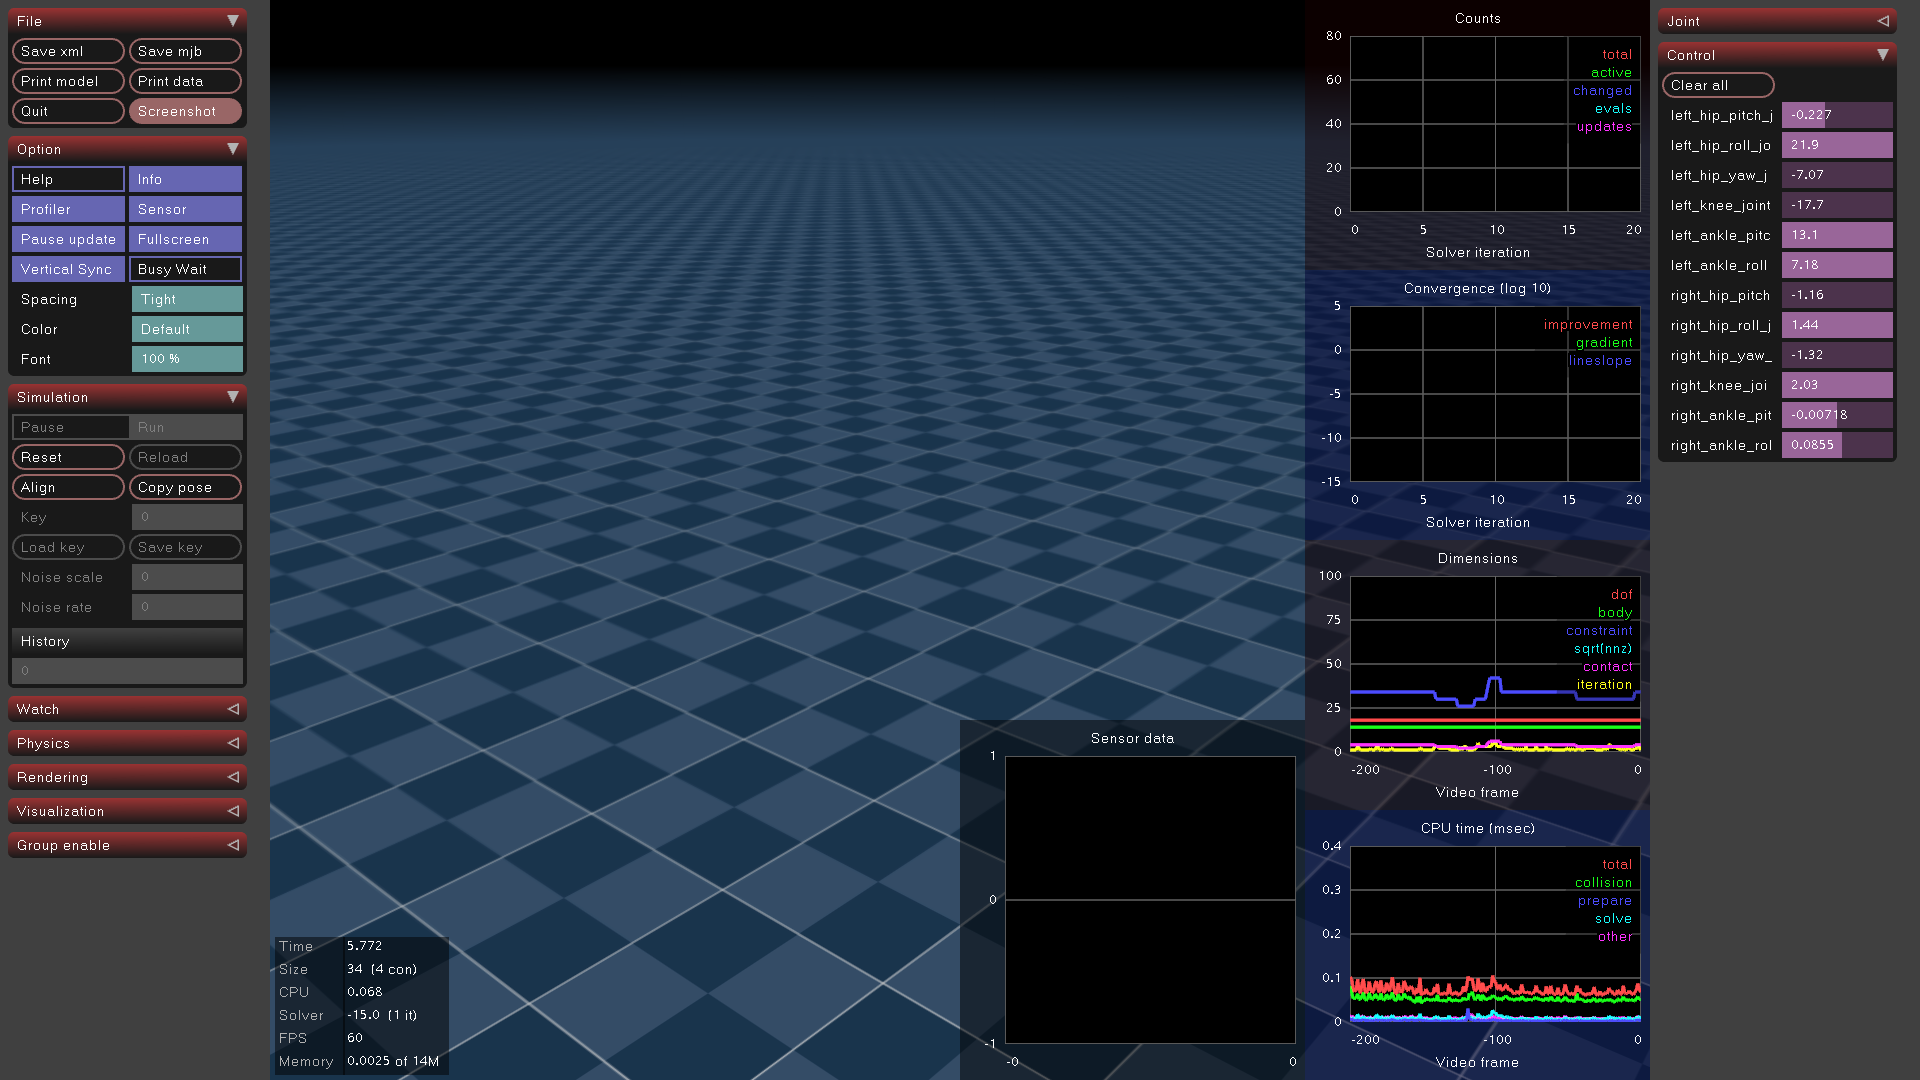 File
Save xml
Save mjb
Print model
Print data
Quit
Screenshot
Option
Help
Info
Profiler
Sensor
Pause update
Fullscreen
Vertical Sync
Busy Wait
Spacing
Tight
Color
Default
Font
100 %
Simulation
Pause
Run
Reset
Reload
Align
Copy pose
Key
0
Load key
Save key
Noise scale
0
Noise rate
0
History
0
Watch
Physics
Rendering
Visualization
Group enable
Time 5.772
Size 34 (4 con)
CPU 0.068
Solver -15.0 (1 it)
FPS 60
Memory 0.0025 of 14M
Sensor data
1
0
-1
-0 0
Counts
80
60
40
20
0
total
active
changed
evals
updates
0 5 10 15 20
Solver iteration
Convergence (log 10)
5
0
-5
-10
-15
improvement
gradient
lineslope
0 5 10 15 20
Solver iteration
Dimensions
100
75
50
25
0
dof
body
constraint
sqrt(nnz)
contact
iteration
-200 -100 0
Video frame
CPU time (msec)
0.4
0.3
0.2
0.1
0
total
collision
prepare
solve
other
-200 -100 0
Video frame
Joint
Control
Clear all
left_hip_pitch_j -0.227
left_hip_roll_jo 21.9
left_hip_yaw_j -7.07
left_knee_joint -17.7
left_ankle_pitc 13.1
left_ankle_roll 7.18
right_hip_pitch -1.16
right_hip_roll_j 1.44
right_hip_yaw_ -1.32
right_knee_joi 2.03
right_ankle_pit -0.00718
right_ankle_rol 0.0855